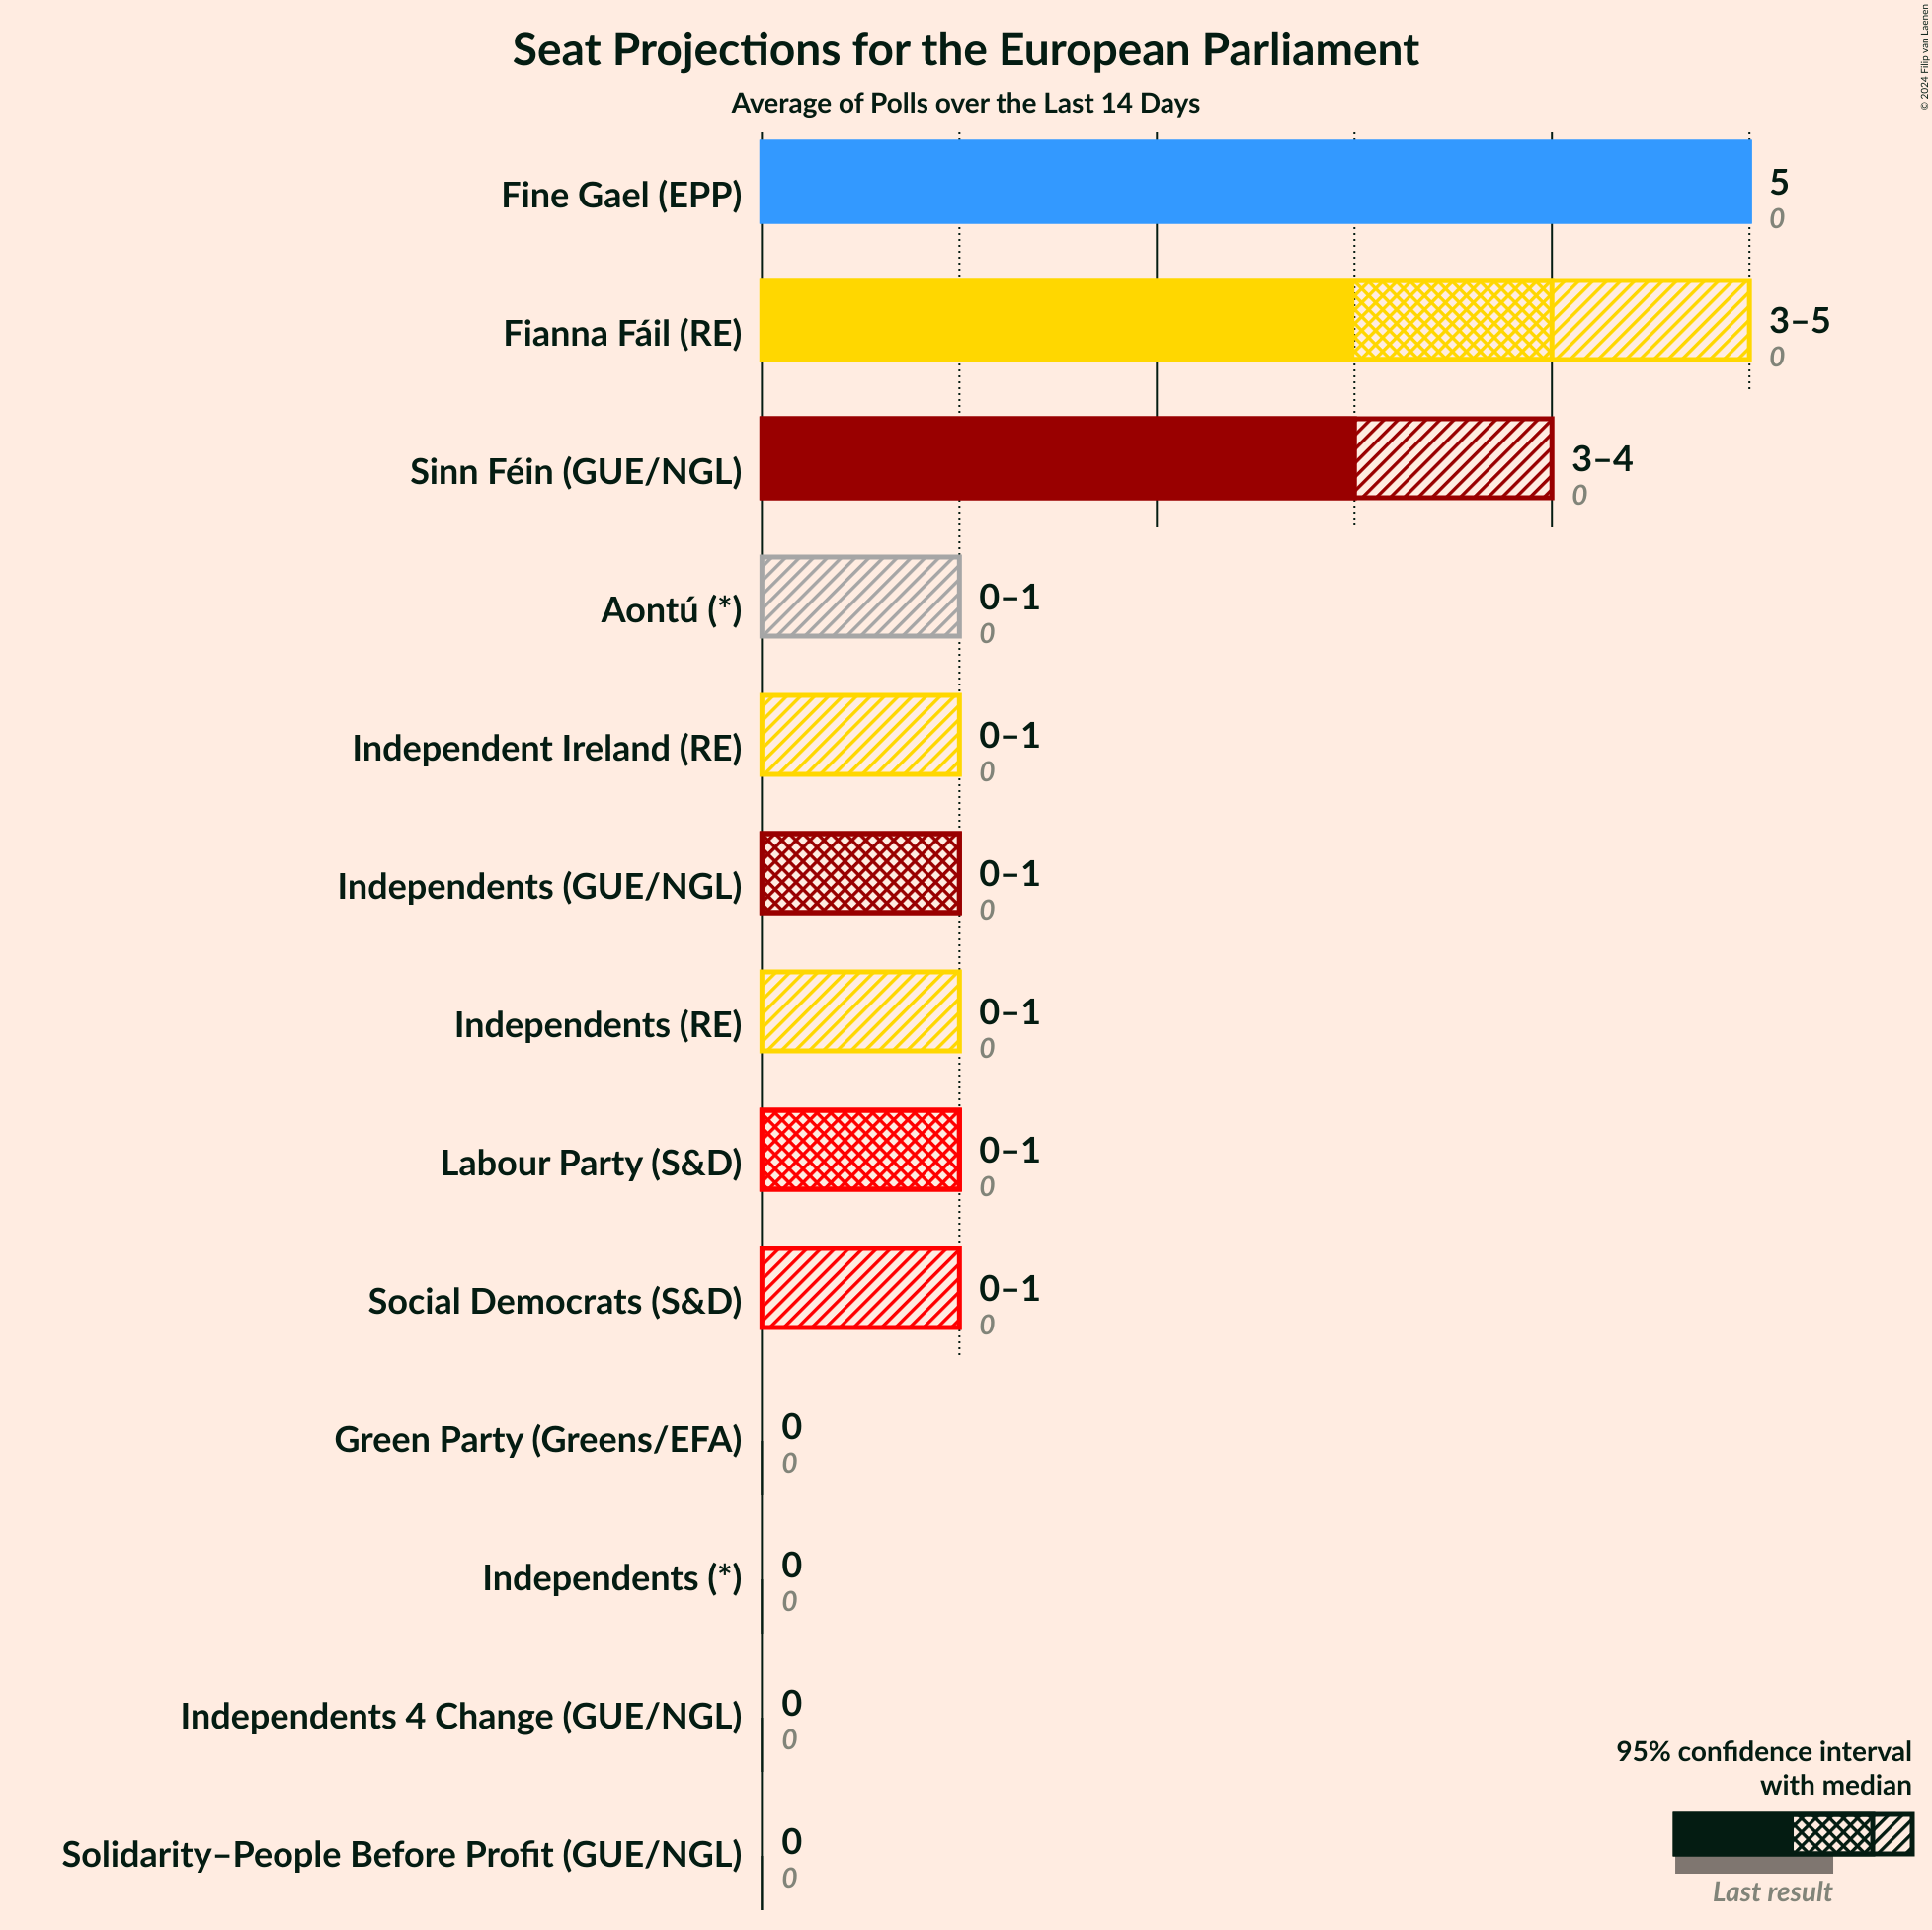 Seat Projections for the European Parliament
Average of Polls over the Last 14 Days
© 2024 Filip van Laenen
Fine Gael (EPP)
5
0
Fianna Fáil (RE)
3–5
0
Sinn Féin (GUE/NGL)
3–4
0
Aontú (*)
0–1
0
Independent Ireland (RE)
0–1
0
Independents (GUE/NGL)
0–1
0
Independents (RE)
0–1
0
Labour Party (S&D)
0–1
0
Social Democrats (S&D)
0–1
0
Green Party (Greens/EFA)
0
0
Independents (*)
0
0
Independents 4 Change (GUE/NGL)
0
0
Solidarity–People Before Profit (GUE/NGL)
0
0
95% confidence interval
with median
Last result